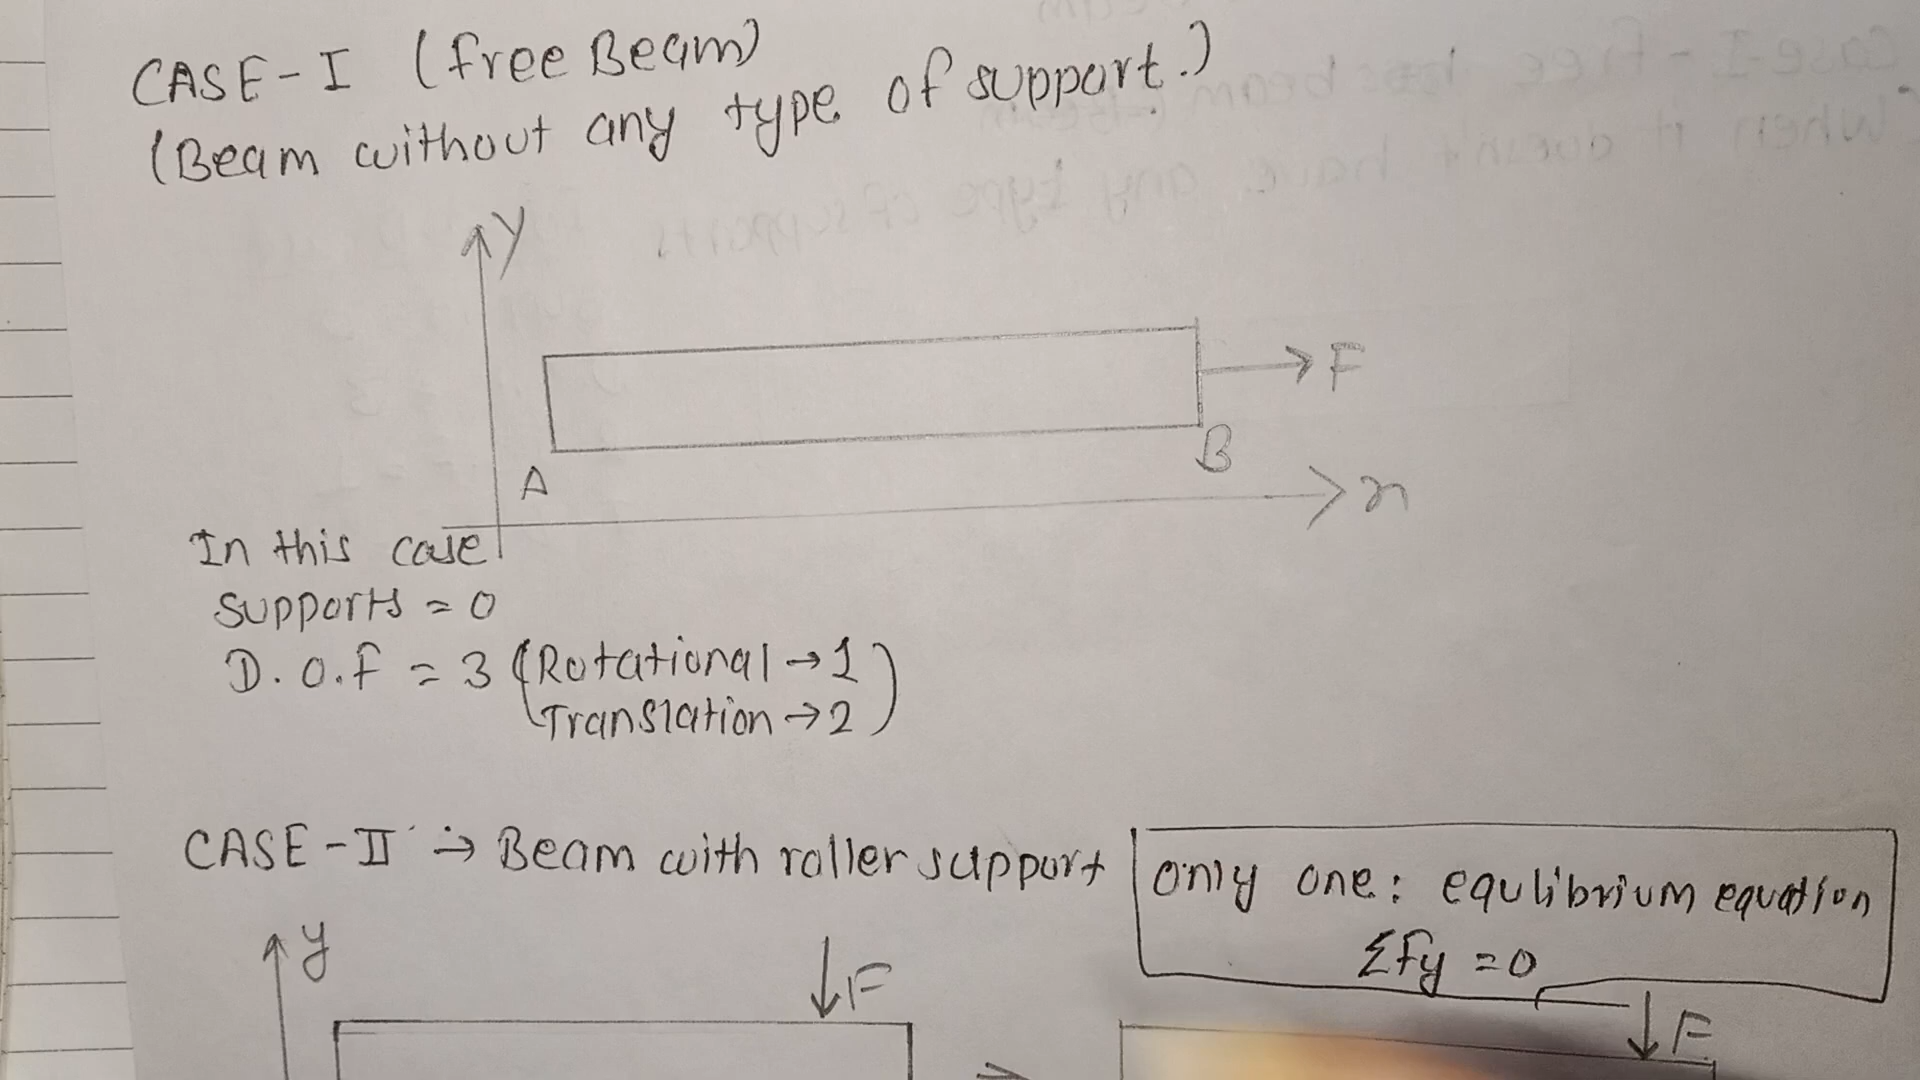 CASE-I (free Beam)
(Beam without any type of support.)
y
F
A
B
x
In this case
supports = 0
D.O.f = 3 (Rotational → 1
Translation → 2)
CASE-II → Beam with roller support
only one: equlibrium equation
Σfy = 0
y
F
F